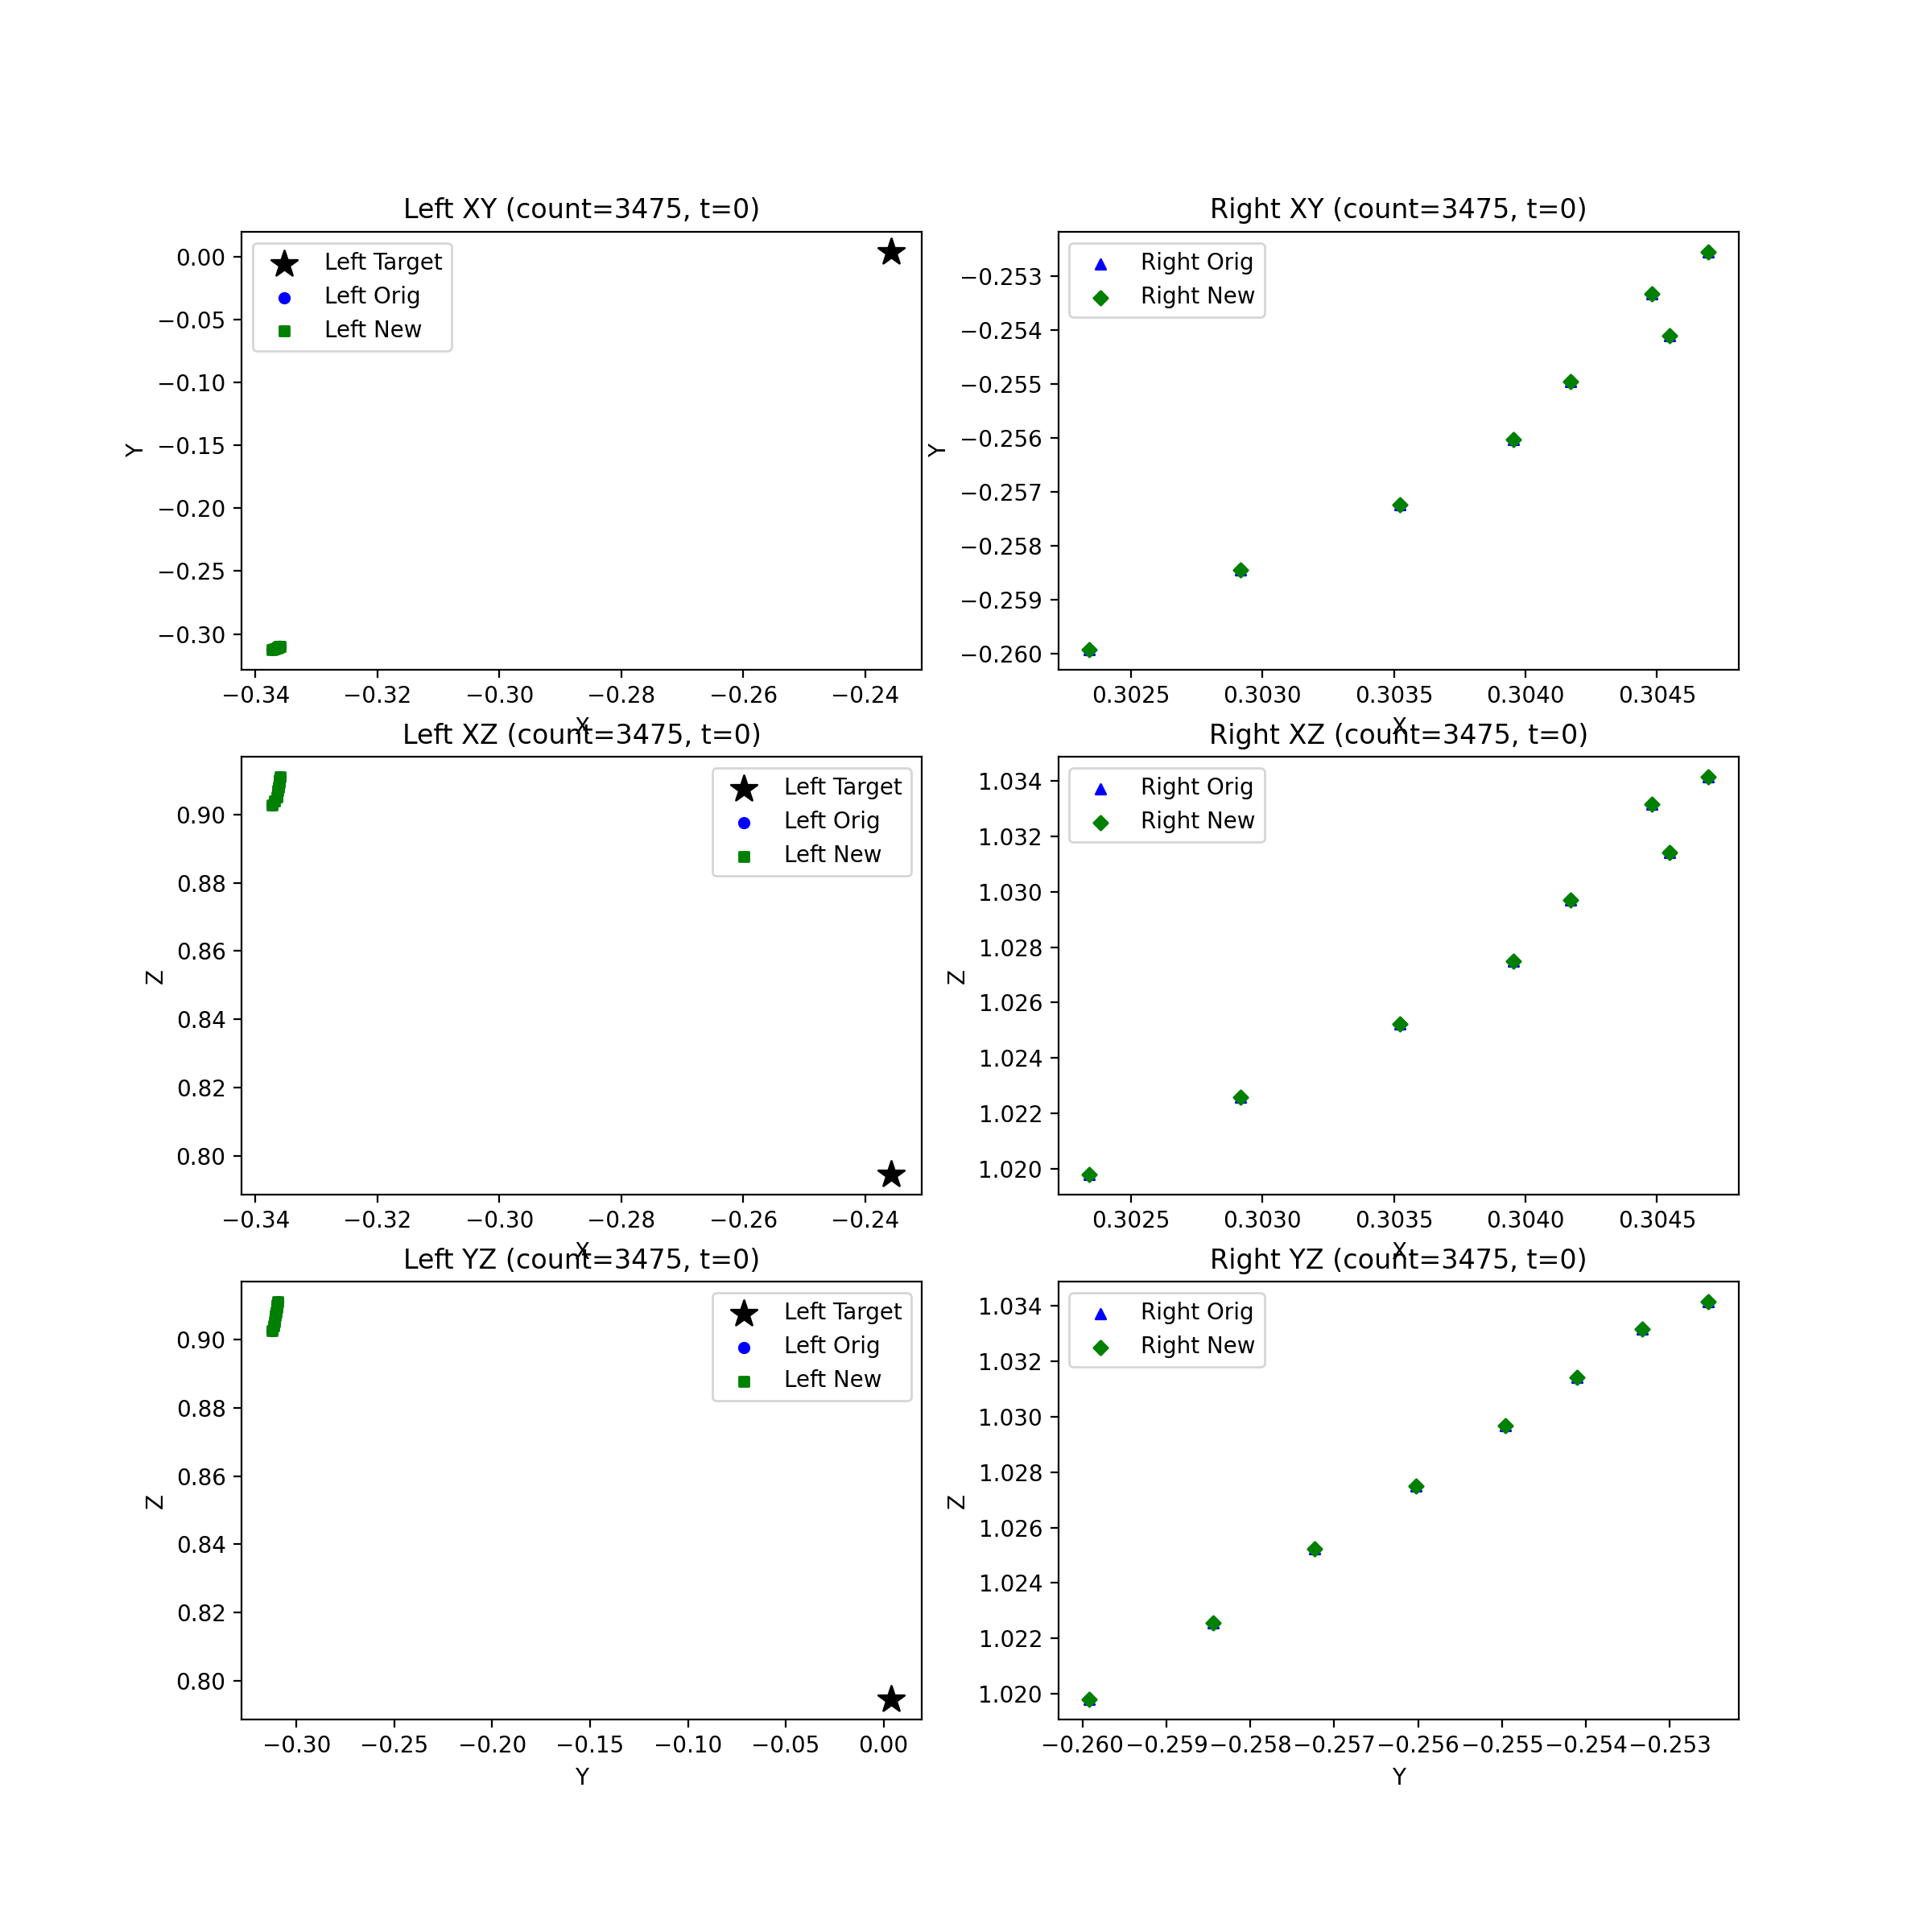 Left XY (count=3475, t=0)
Left Target
Left Orig
Left New
0.00
−0.05
−0.10
−0.15
−0.20
−0.25
−0.30
Y
−0.34 −0.32 −0.30 −0.28 −0.26 −0.24
X
Right XY (count=3475, t=0)
Right Orig
Right New
−0.253
−0.254
−0.255
−0.256
−0.257
−0.258
−0.259
−0.260
Y
0.3025 0.3030 0.3035 0.3040 0.3045
X
Left XZ (count=3475, t=0)
Left Target
Left Orig
Left New
0.90
0.88
0.86
0.84
0.82
0.80
Z
−0.34 −0.32 −0.30 −0.28 −0.26 −0.24
X
Right XZ (count=3475, t=0)
Right Orig
Right New
1.034
1.032
1.030
1.028
1.026
1.024
1.022
1.020
Z
0.3025 0.3030 0.3035 0.3040 0.3045
X
Left YZ (count=3475, t=0)
Left Target
Left Orig
Left New
0.90
0.88
0.86
0.84
0.82
0.80
Z
−0.30 −0.25 −0.20 −0.15 −0.10 −0.05 0.00
Y
Right YZ (count=3475, t=0)
Right Orig
Right New
1.034
1.032
1.030
1.028
1.026
1.024
1.022
1.020
Z
−0.260 −0.259 −0.258 −0.257 −0.256 −0.255 −0.254 −0.253
Y